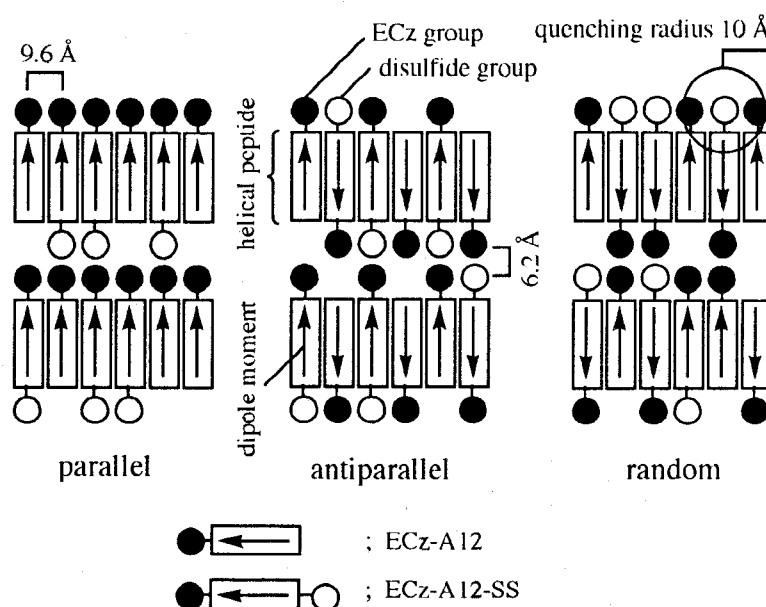 ECz group
quenching radius 10 Å
9.6 Å
disulfide group
helical peptide
6.2 Å
dipole moment
parallel
antiparallel
random
; ECz-A12
; ECz-A12-SS